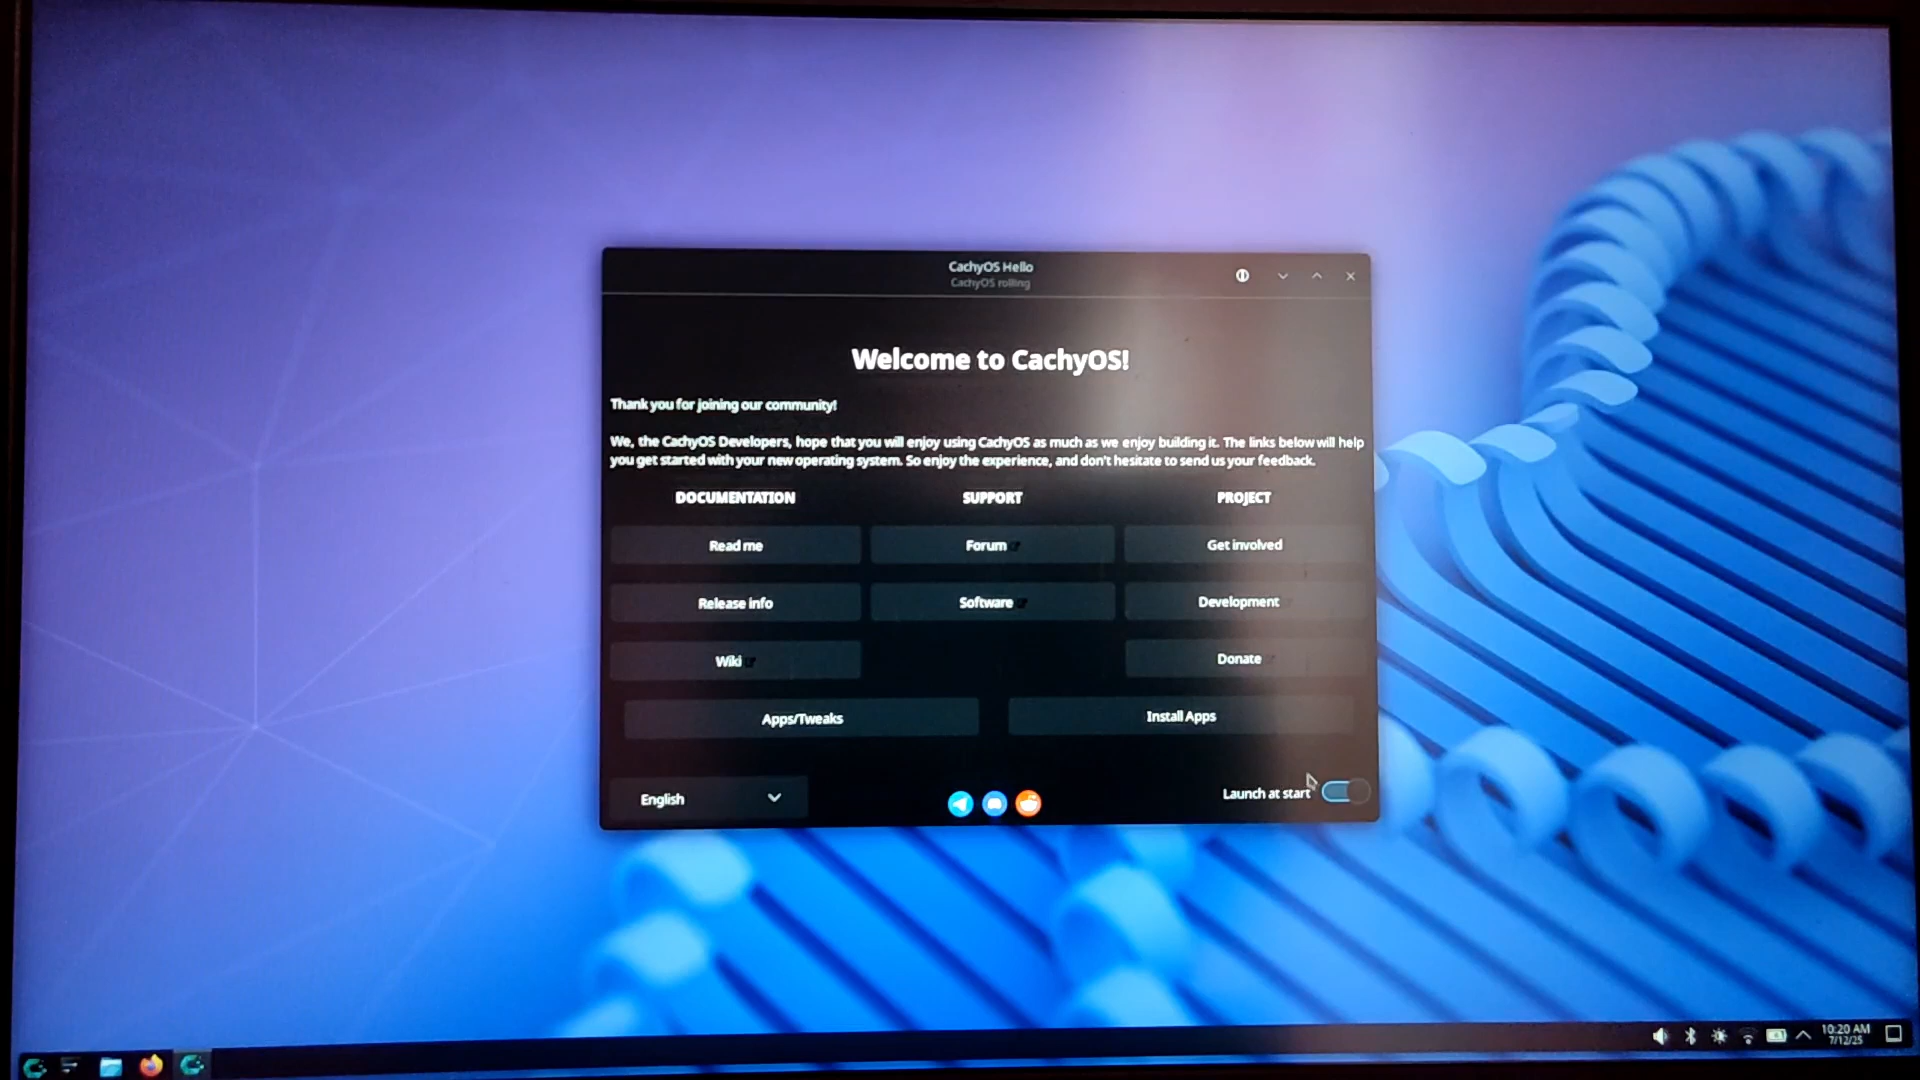 CachyOS Hello
CachyOS rolling
Welcome to CachyOS!
Thank you for joining our community!
We, the CachyOS Developers, hope that you will enjoy using CachyOS as much as we enjoy building it. The links below will help
you get started with your new operating system. So enjoy the experience, and don't hesitate to send us your feedback.
DOCUMENTATION SUPPORT PROJECT
Read me Forum Get involved
Release info Software Development
Wiki Donate
Apps/Tweaks Install Apps
English Launch at start
10:20 AM
7/12/25